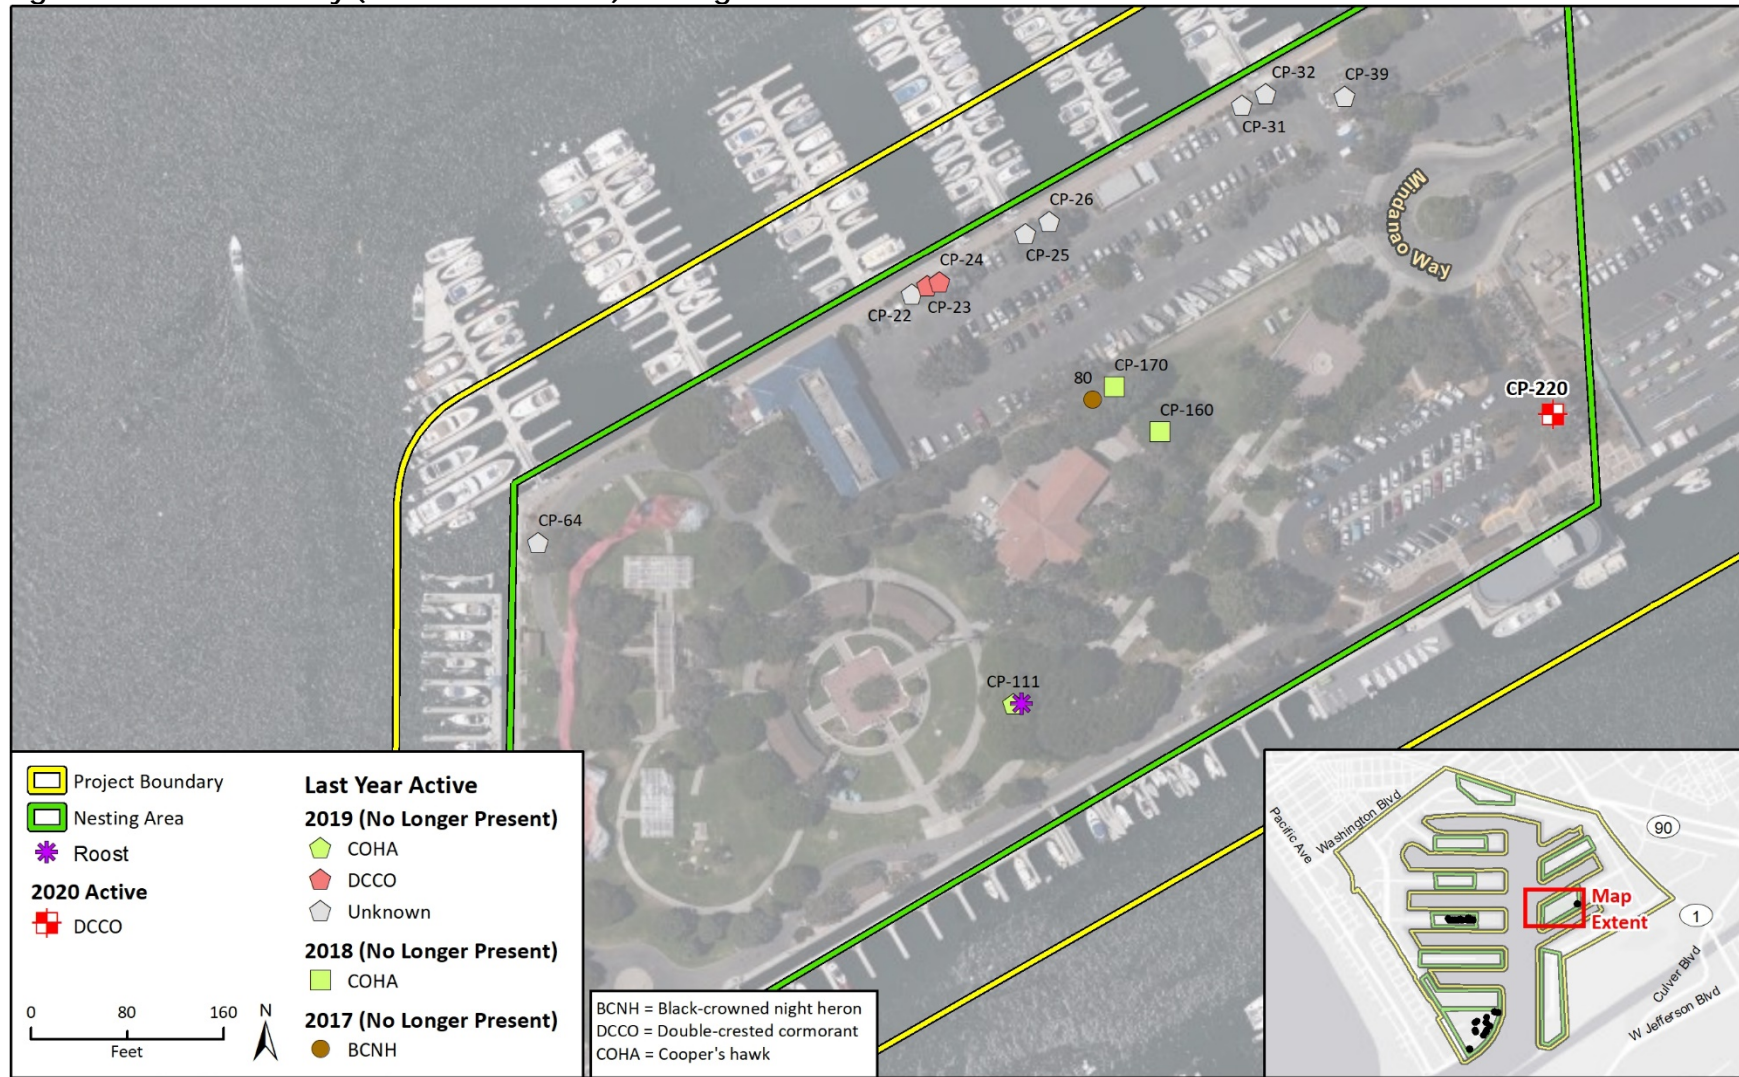 CP-32
CP-39
CP-31
Mindanao Way
CP-26
CP-25
CP-24
CP-22
CP-23
CP-170
80
CP-220
CP-160
CP-64
CP-111
Project Boundary
Nesting Area
Roost
2020 Active
DCCO
0 80 160
Feet
N
Last Year Active
2019 (No Longer Present)
COHA
DCCO
Unknown
2018 (No Longer Present)
COHA
2017 (No Longer Present)
BCNH
BCNH = Black-crowned night heron
DCCO = Double-crested cormorant
COHA = Cooper's hawk
Pacific Ave
Washington Blvd
90
Map
Extent
1
Culver Blvd
W Jefferson Blvd